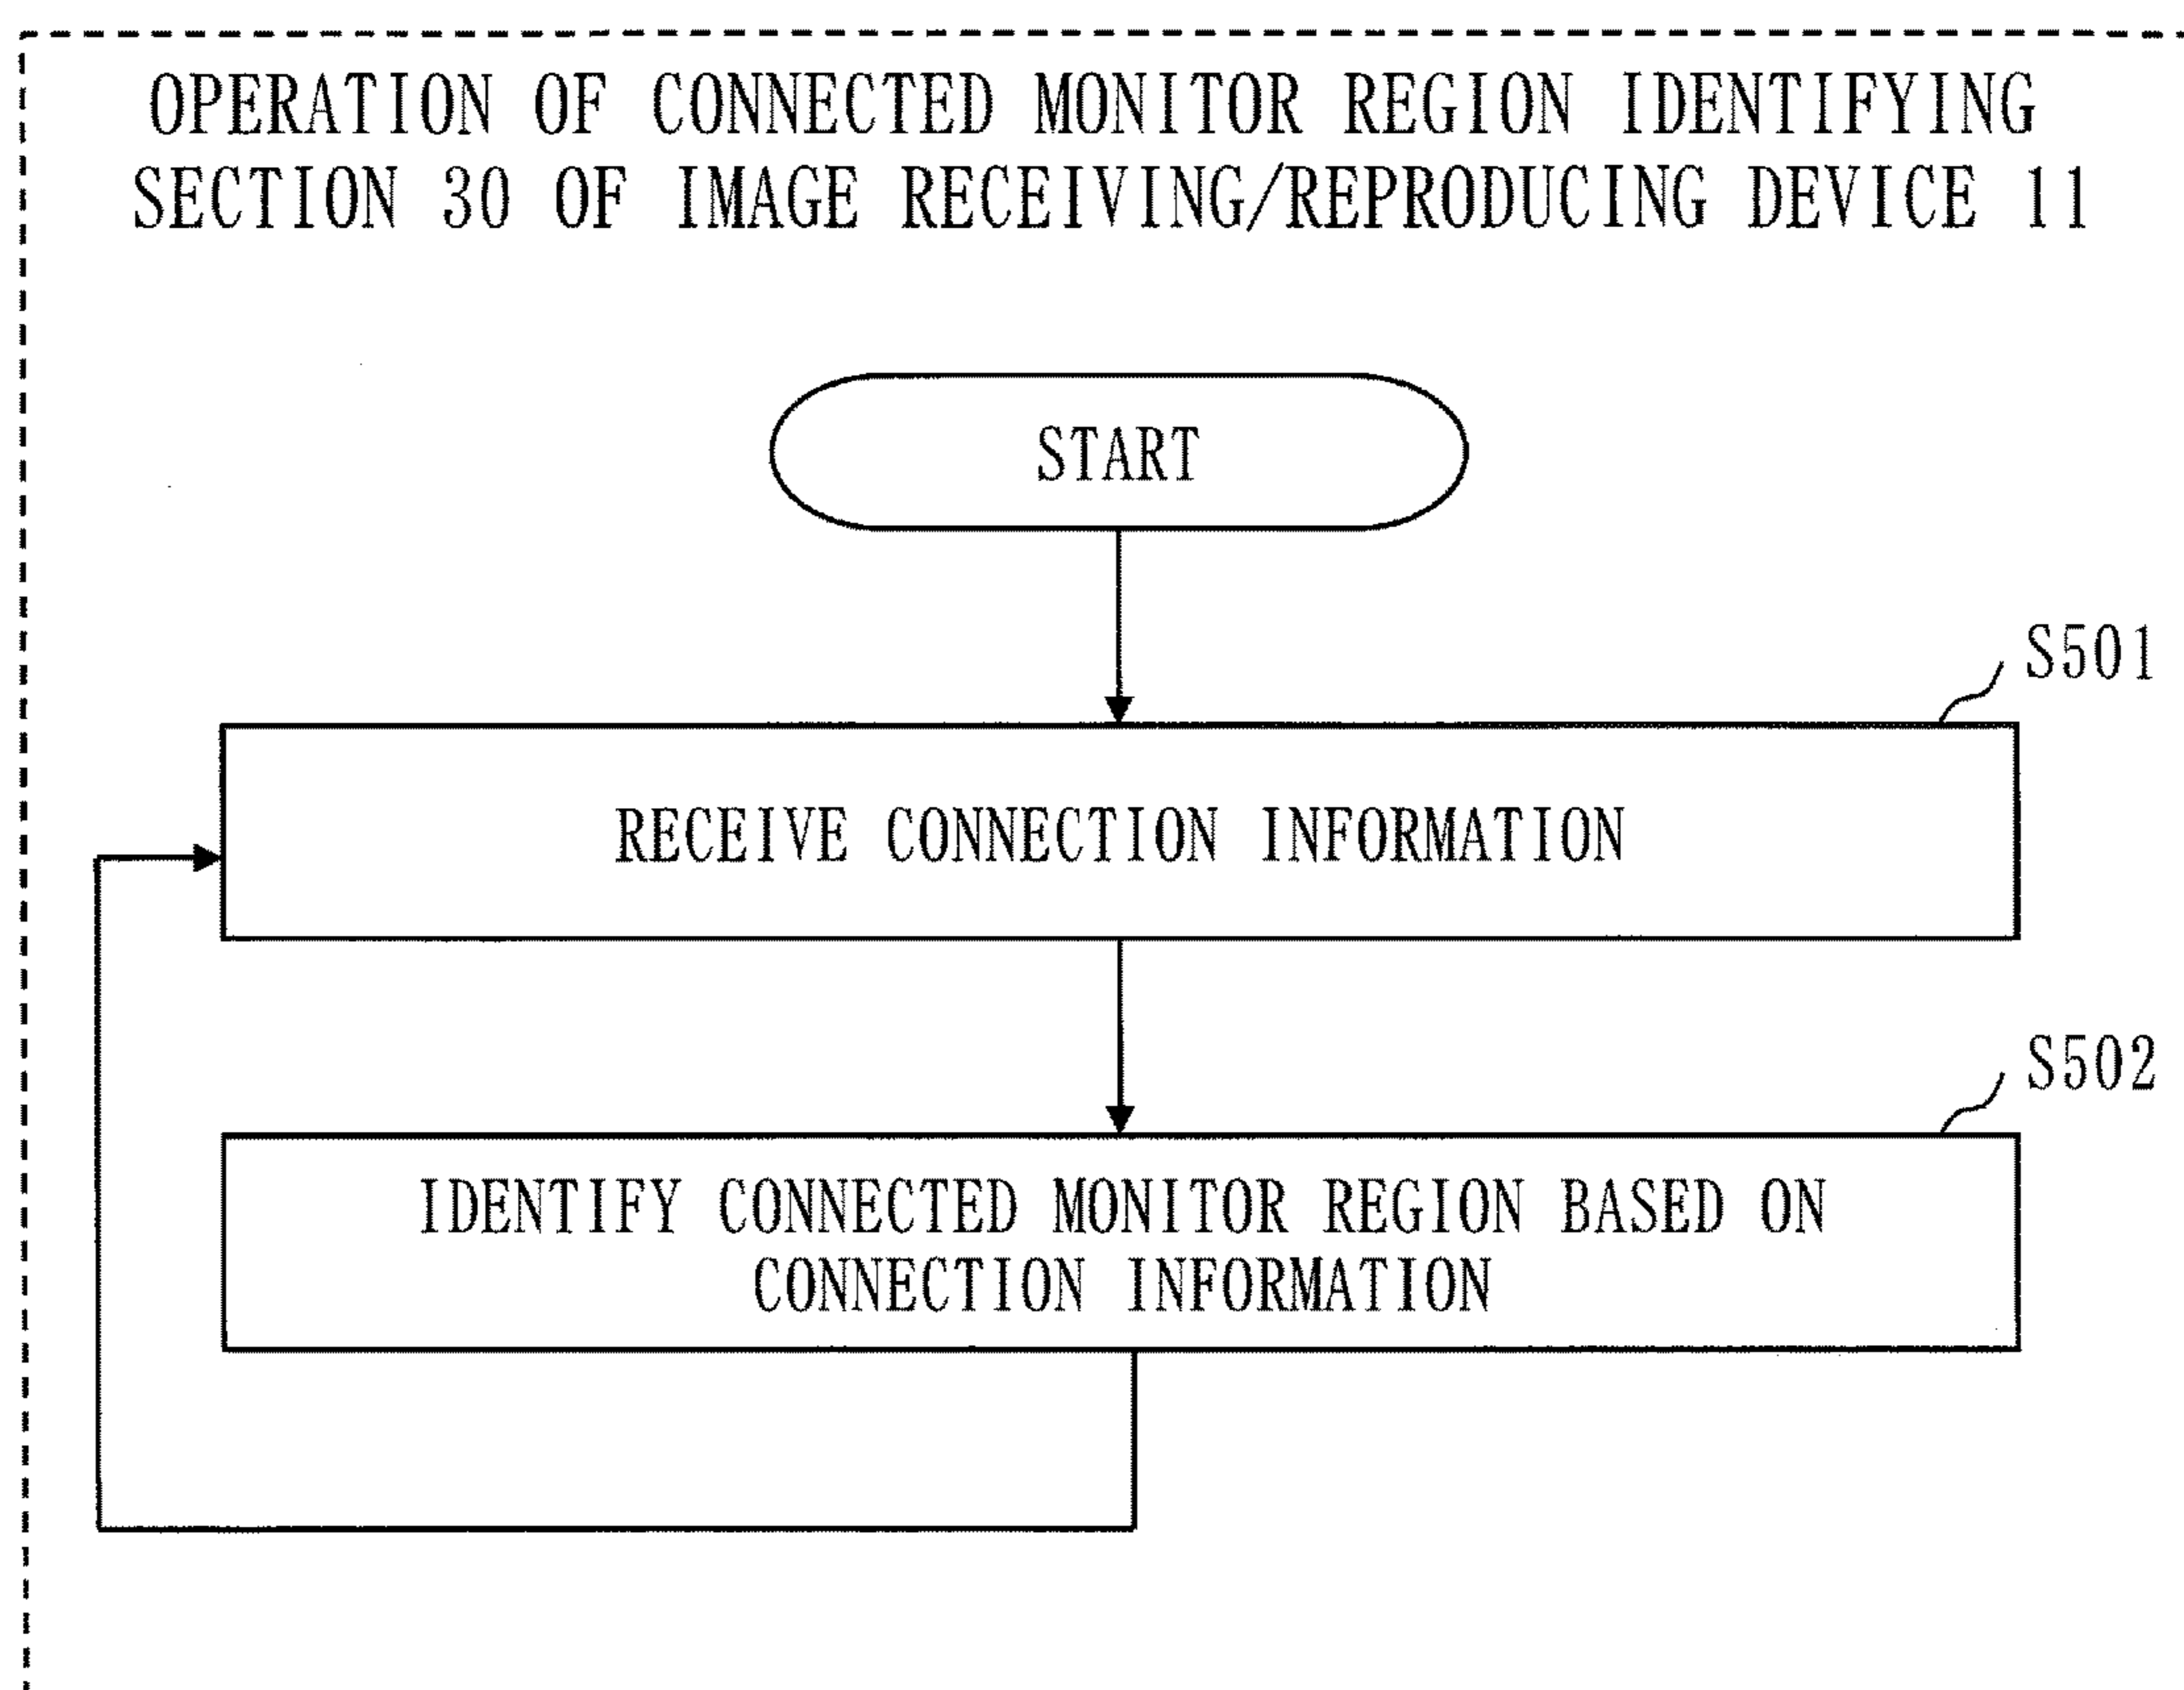 OPERATION OF CONNECTED MONITOR REGION IDENTIFYING
SECTION 30 OF IMAGE RECEIVING/REPRODUCING DEVICE 11
START
S501
RECEIVE CONNECTION INFORMATION
S502
IDENTIFY CONNECTED MONITOR REGION BASED ON
CONNECTION INFORMATION